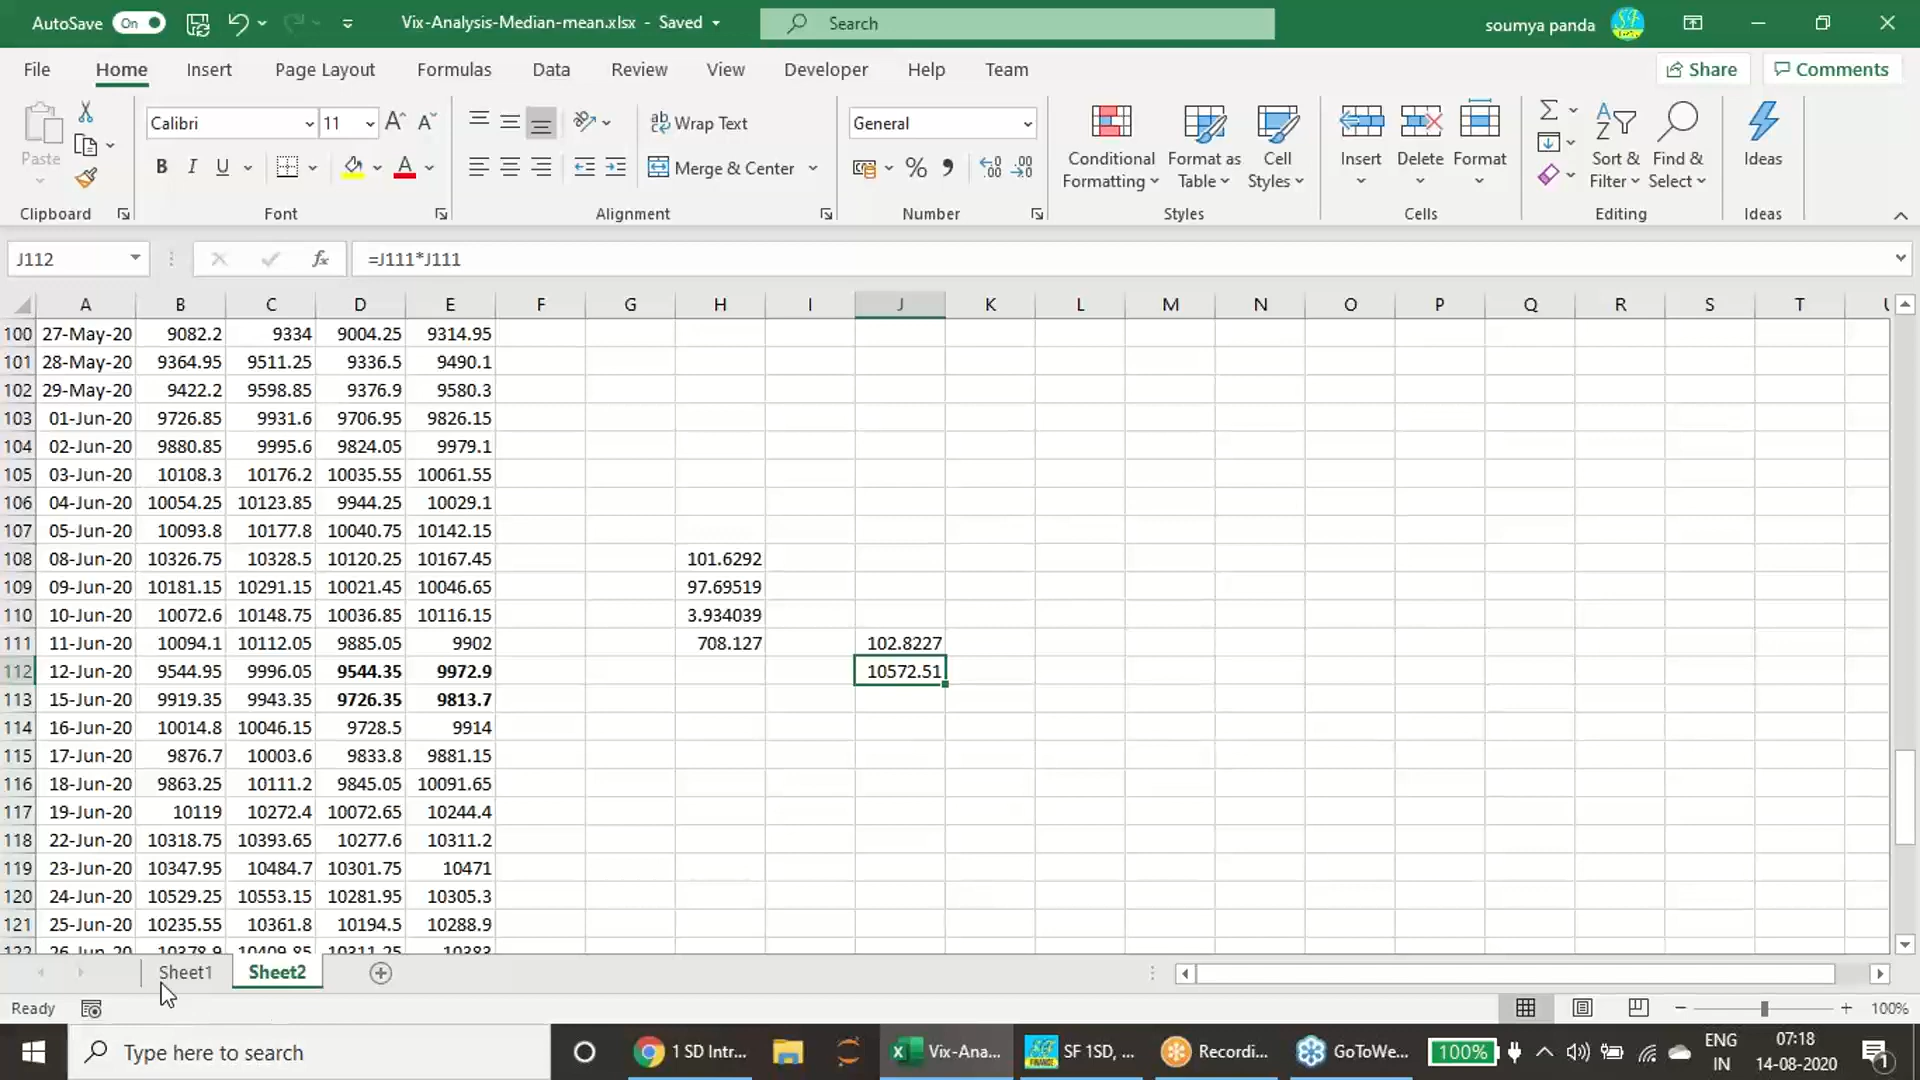 AutoSave On Vix-Analysis-Median-mean.xlsx - Saved Search soumya panda
File Home Insert Page Layout Formulas Data Review View Developer Help Team Share Comments
Paste Calibri 11 Wrap Text General Conditional Formatting Format as Table Cell Styles Insert Delete Format Sort & Filter Find & Select Ideas
B I U Merge & Center % 
Clipboard Font Alignment Number Styles Cells Editing Ideas
J112 fx =J111*J111
A B C D E F G H I J K L M N O P Q R S T U
100 27-May-20 9082.2 9334 9004.25 9314.95
101 28-May-20 9364.95 9511.25 9336.5 9490.1
102 29-May-20 9422.2 9598.85 9376.9 9580.3
103 01-Jun-20 9726.85 9931.6 9706.95 9826.15
104 02-Jun-20 9880.85 9995.6 9824.05 9979.1
105 03-Jun-20 10108.3 10176.2 10035.55 10061.55
106 04-Jun-20 10054.25 10123.85 9944.25 10029.1
107 05-Jun-20 10093.8 10177.8 10040.75 10142.15
108 08-Jun-20 10326.75 10328.5 10120.25 10167.45 101.6292
109 09-Jun-20 10181.15 10291.15 10021.45 10046.65 97.69519
110 10-Jun-20 10072.6 10148.75 10036.85 10116.15 3.934039
111 11-Jun-20 10094.1 10112.05 9885.05 9902 708.127 102.8227
112 12-Jun-20 9544.95 9996.05 9544.35 9972.9 10572.51
113 15-Jun-20 9919.35 9943.35 9726.35 9813.7
114 16-Jun-20 10014.8 10046.15 9728.5 9914
115 17-Jun-20 9876.7 10003.6 9833.8 9881.15
116 18-Jun-20 9863.25 10111.2 9845.05 10091.65
117 19-Jun-20 10119 10272.4 10072.65 10244.4
118 22-Jun-20 10318.75 10393.65 10277.6 10311.2
119 23-Jun-20 10347.95 10484.7 10301.75 10471
120 24-Jun-20 10529.25 10553.15 10281.95 10305.3
121 25-Jun-20 10235.55 10361.8 10194.5 10288.9
122 26-Jun-20 10378.9 10409.85 10311.25 10383
Sheet1 Sheet2
Ready 100%
Type here to search 1 SD Intr... Vix-Ana... SF 1SD, ... Recordi... GoToWe... 100% ENG IN 07:18 14-08-2020 1